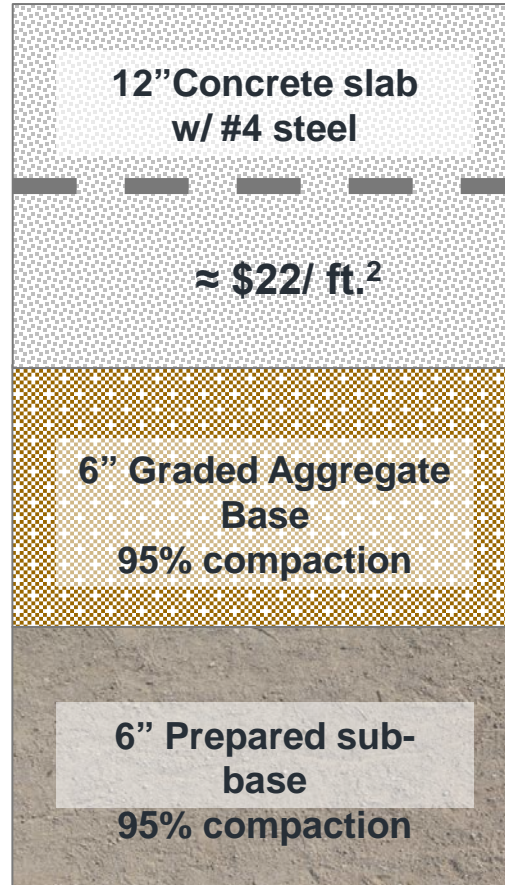 12”Concrete slab
w/ #4 steel
≈ $22/ ft.²
6” Graded Aggregate
Base
95% compaction
6” Prepared sub-
base
95% compaction